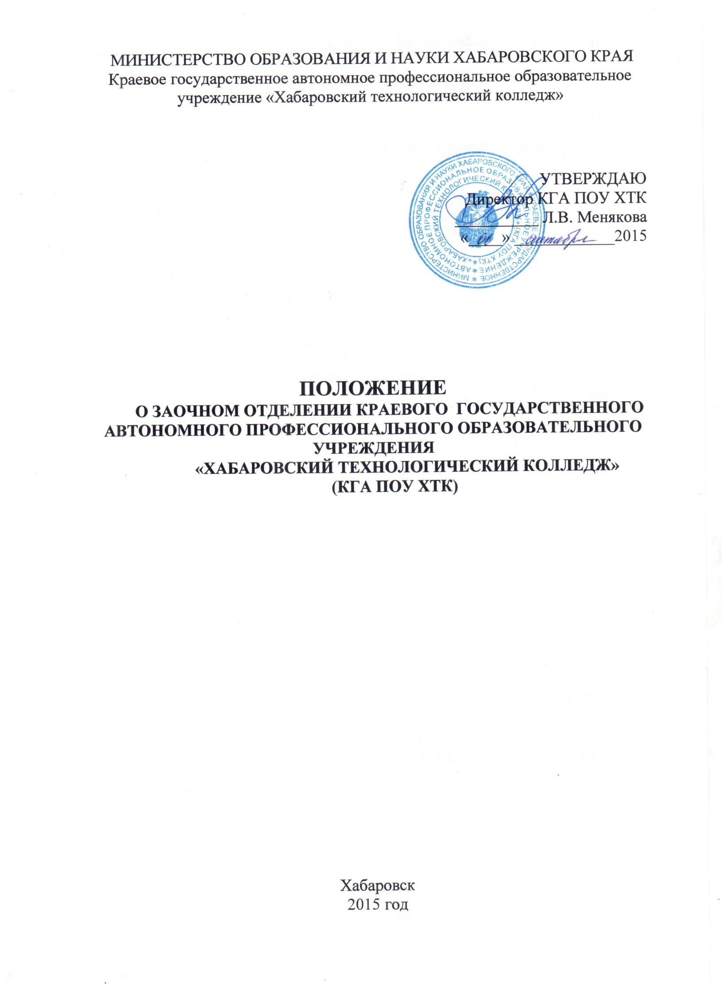 МИНИСТЕРСТВО ОБРАЗОВАНИЯ И НАУКИ ХАБАРОВСКОГО КРАЯ
Краевое государственное автономное профессиональное образовательное
учреждение «Хабаровский технологический колледж»
УТВЕРЖДАЮ
Директор КГА ПОУ ХТК
__________ Л.В. Менякова
«____» сентября 2015
МИНИСТЕРСТВО ОБРАЗОВАНИЯ И НАУКИ ХАБАРОВСКОГО КРАЯ * КРАЕВОЕ ГОСУДАРСТВЕННОЕ *
АВТОНОМНОЕ ПРОФЕССИОНАЛЬНОЕ ОБРАЗОВАТЕЛЬНОЕ УЧРЕЖДЕНИЕ *
«ХАБАРОВСКИЙ ТЕХНОЛОГИЧЕСКИЙ КОЛЛЕДЖ» (КГА ПОУ ХТК) *
ПОЛОЖЕНИЕ
О ЗАОЧНОМ ОТДЕЛЕНИИ КРАЕВОГО ГОСУДАРСТВЕННОГО
АВТОНОМНОГО ПРОФЕССИОНАЛЬНОГО ОБРАЗОВАТЕЛЬНОГО
УЧРЕЖДЕНИЯ
«ХАБАРОВСКИЙ ТЕХНОЛОГИЧЕСКИЙ КОЛЛЕДЖ»
(КГА ПОУ ХТК)
Хабаровск
2015 год